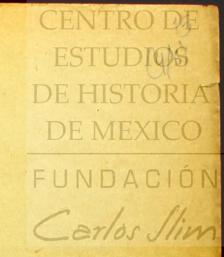 CENTRO DE
ESTUDIOS
DE HISTORIA
DE MEXICO
FUNDACIÓN
Carlos Slim